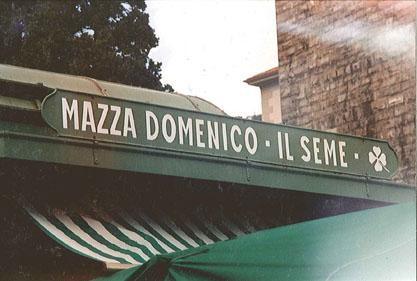 MAZZA DOMENICO · IL SEME ·